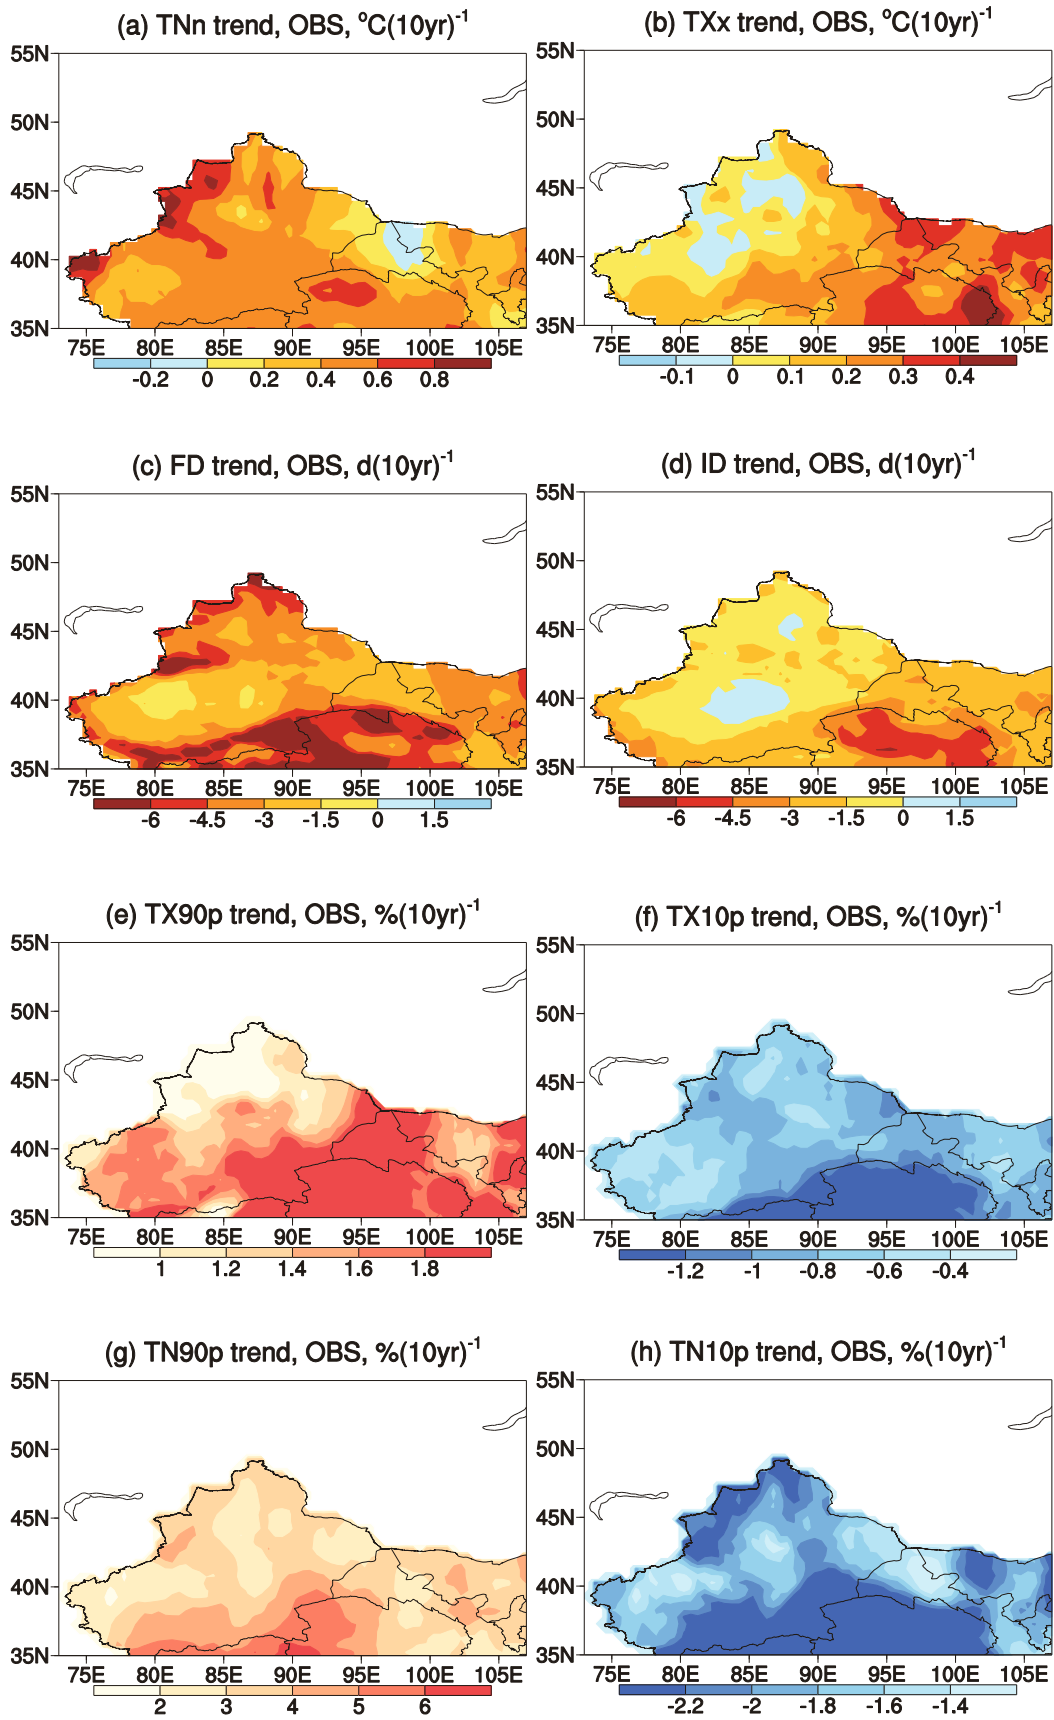 (a) TNn trend, OBS, °C(10yr)-1
55N
50N
45N
40N
35N
75E 80E 85E 90E 95E 100E 105E
-0.2 0 0.2 0.4 0.6 0.8
(b) TXx trend, OBS, °C(10yr)-1
55N
50N
45N
40N
35N
75E 80E 85E 90E 95E 100E 105E
-0.1 0 0.1 0.2 0.3 0.4
(c) FD trend, OBS, d(10yr)-1
55N
50N
45N
40N
35N
75E 80E 85E 90E 95E 100E 105E
-6 -4.5 -3 -1.5 0 1.5
(d) ID trend, OBS, d(10yr)-1
55N
50N
45N
40N
35N
75E 80E 85E 90E 95E 100E 105E
-6 -4.5 -3 -1.5 0 1.5
(e) TX90p trend, OBS, %(10yr)-1
55N
50N
45N
40N
35N
75E 80E 85E 90E 95E 100E 105E
1 1.2 1.4 1.6 1.8
(f) TX10p trend, OBS, %(10yr)-1
55N
50N
45N
40N
35N
75E 80E 85E 90E 95E 100E 105E
-1.2 -1 -0.8 -0.6 -0.4
(g) TN90p trend, OBS, %(10yr)-1
55N
50N
45N
40N
35N
75E 80E 85E 90E 95E 100E 105E
2 3 4 5 6
(h) TN10p trend, OBS, %(10yr)-1
55N
50N
45N
40N
35N
75E 80E 85E 90E 95E 100E 105E
-2.2 -2 -1.8 -1.6 -1.4